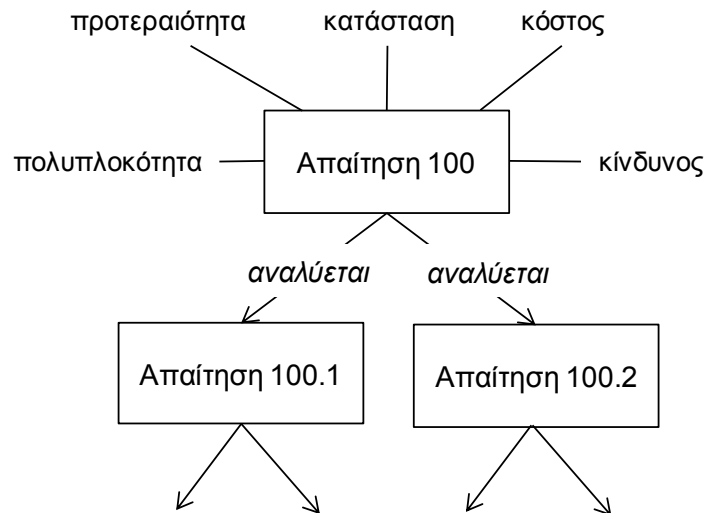 προτεραιότητα κατάσταση κόστος
πολυπλοκότητα Απαίτηση 100 κίνδυνος
αναλύεται αναλύεται
Απαίτηση 100.1 Απαίτηση 100.2